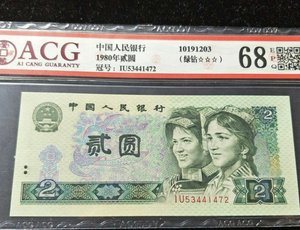 ACG
AI CANG GUARANTY
中国人民银行
1980年贰圆
冠号：IU53441472
10191203
(绿钻☆☆☆)
68
E
P
Q
中国人民银行
贰圆
2
2
IU53441472